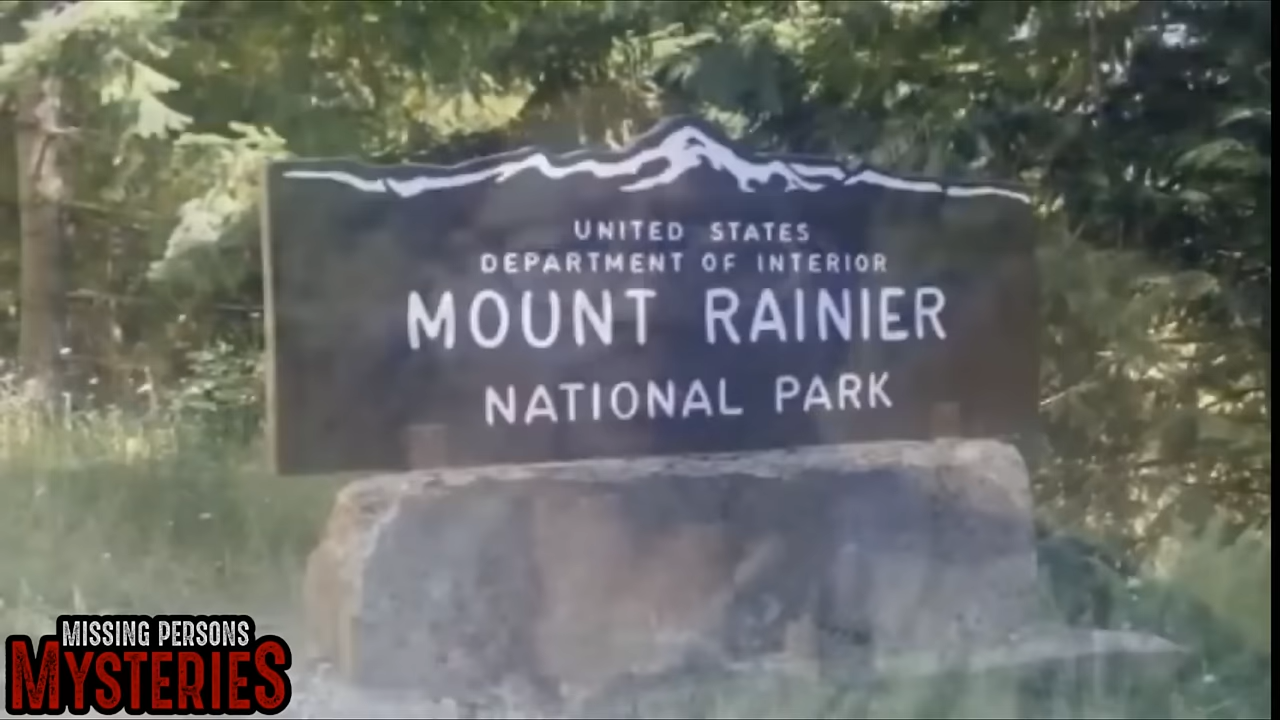 UNITED STATES
DEPARTMENT OF INTERIOR
MOUNT RAINIER
NATIONAL PARK
MISSING PERSONS
MYSTERIES